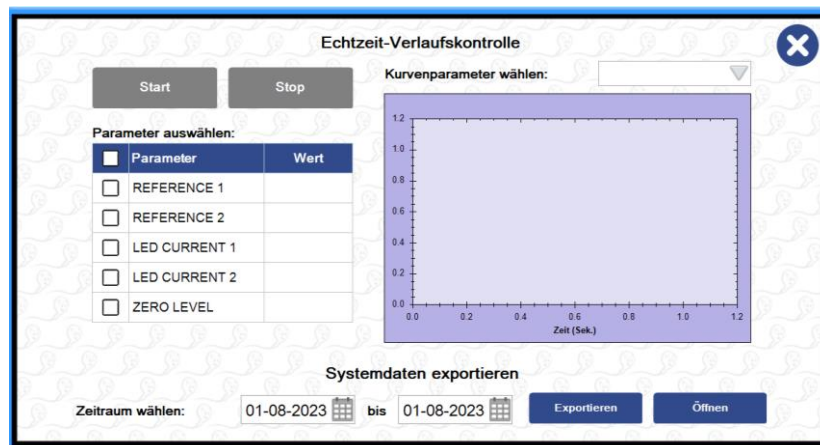 Echtzeit-Verlaufskontrolle
Start
Stop
Kurvenparameter wählen:
Parameter auswählen:
Parameter Wert
REFERENCE 1
REFERENCE 2
LED CURRENT 1
LED CURRENT 2
ZERO LEVEL
1.2
1.0
0.8
0.6
0.4
0.2
0.0
0.0 0.2 0.4 0.6 0.8 1.0 1.2
Zeit (Sek.)
Systemdaten exportieren
Zeitraum wählen: 01-08-2023 bis 01-08-2023 Exportieren Öffnen